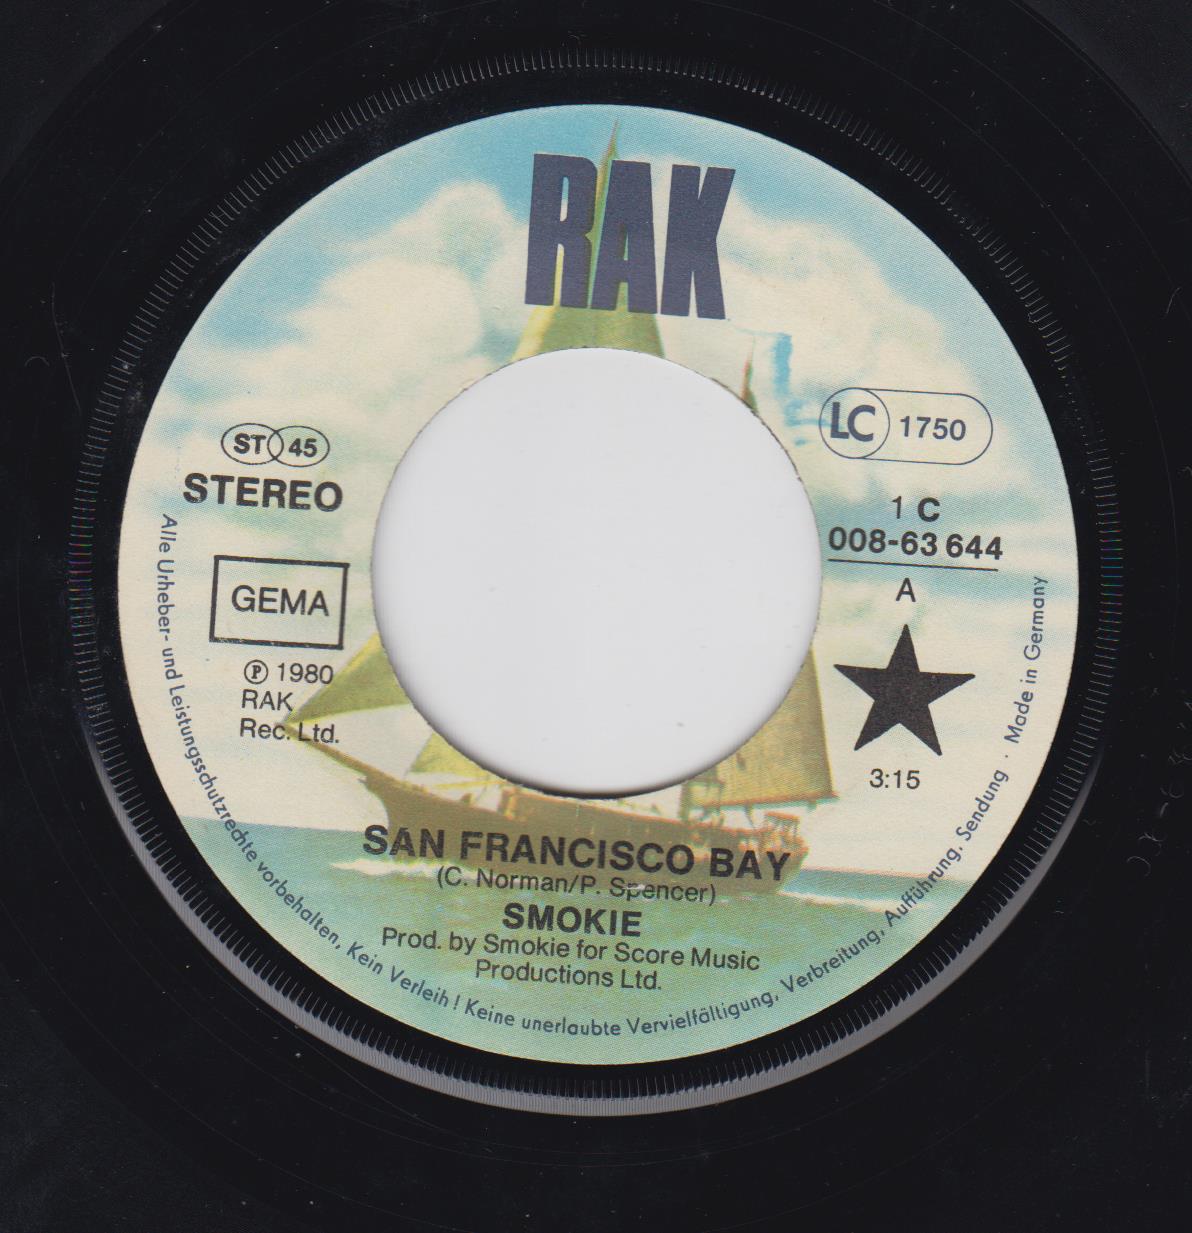 RAK
ST 45
STEREO
GEMA
℗ 1980
RAK
Rec. Ltd.
LC 1750
1 C
008-63 644
A
3:15
SAN FRANCISCO BAY
(C. Norman/P. Spencer)
SMOKIE
Prod. by Smokie for Score Music
Productions Ltd.
Alle Urheber- und Leistungsschutzrechte vorbehalten, Kein Verleih! Keine unerlaubte Vervielfältigung, Verbreitung, Aufführung. Sendung · Made in Germany